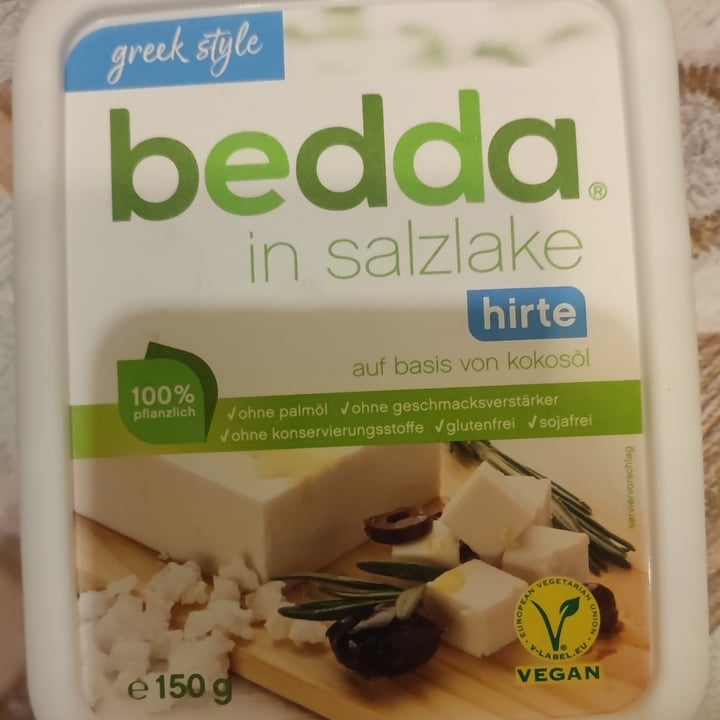 greek style
bedda®
in salzlake
hirte
auf basis von kokosöl
100%
pflanzlich
✓ohne palmöl ✓ohne geschmacksverstärker
✓ohne konservierungsstoffe ✓glutenfrei ✓sojafrei
serviervorschlag
EUROPEAN VEGETARIAN UNION
V-LABEL.EU
VEGAN
℮ 150 g